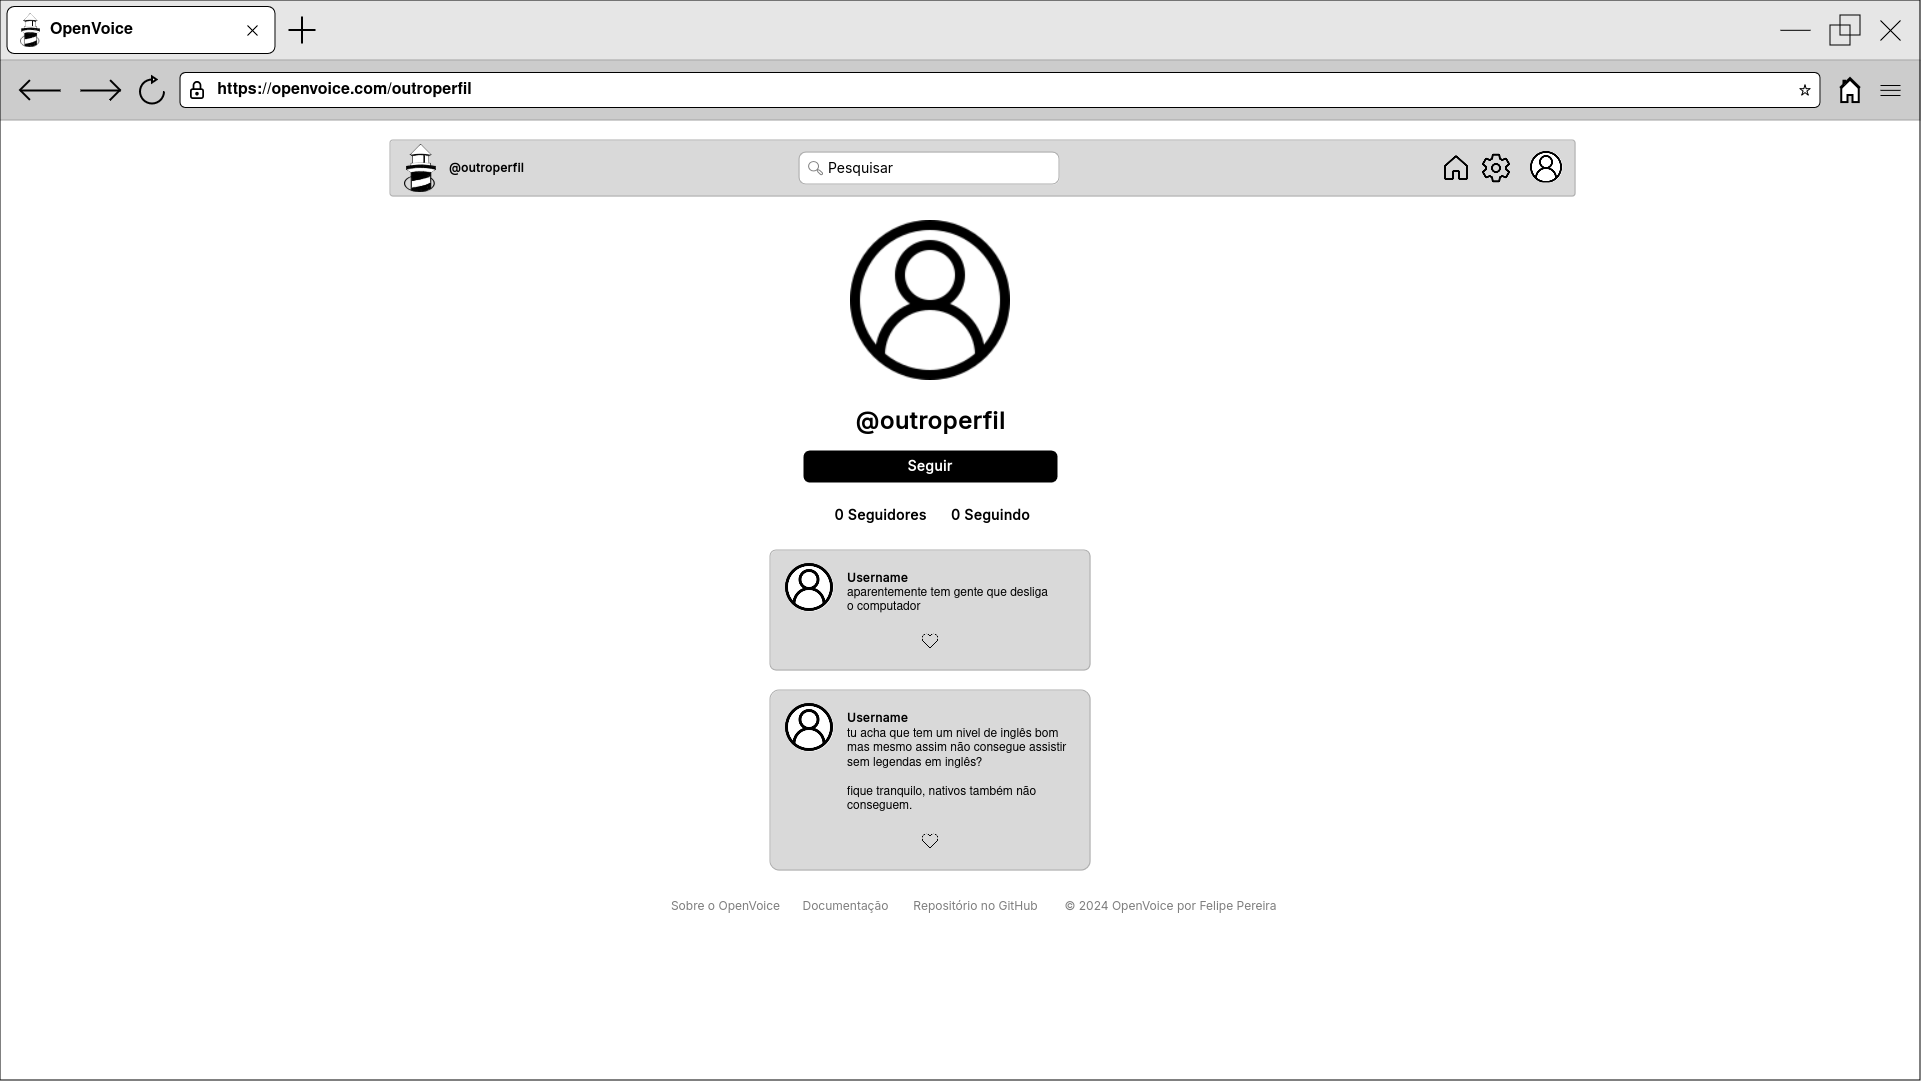 OpenVoice
https://openvoice.com/outroperfil
@outroperfil
Pesquisar
@outroperfil
Seguir
0 Seguidores
0 Seguindo
Username
aparentemente tem gente que desliga
o computador
Username
tu acha que tem um nivel de inglês bom
mas mesmo assim não consegue assistir
sem legendas em inglês?
fique tranquilo, nativos também não
conseguem.
Sobre o OpenVoice
Documentação
Repositório no GitHub
© 2024 OpenVoice por Felipe Pereira